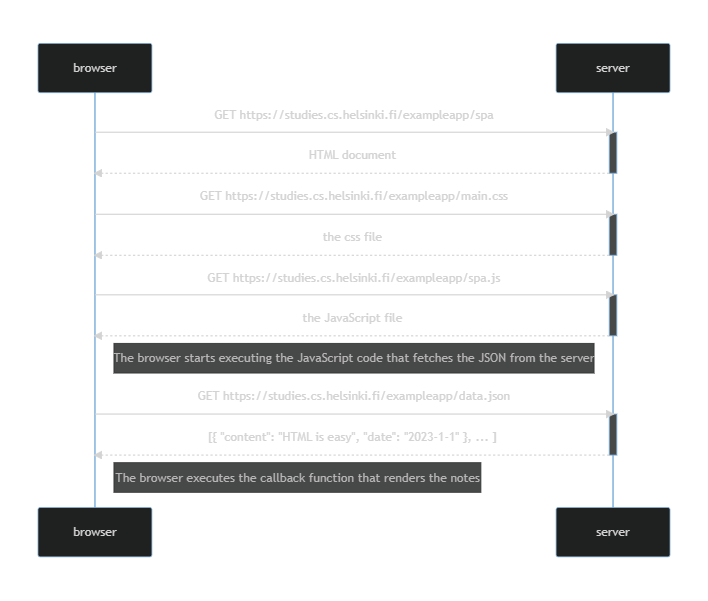 browser server
GET https://studies.cs.helsinki.fi/exampleapp/spa
HTML document
GET https://studies.cs.helsinki.fi/exampleapp/main.css
the css file
GET https://studies.cs.helsinki.fi/exampleapp/spa.js
the JavaScript file
The browser starts executing the JavaScript code that fetches the JSON from the server
GET https://studies.cs.helsinki.fi/exampleapp/data.json
[{ "content": "HTML is easy", "date": "2023-1-1" }, ... ]
The browser executes the callback function that renders the notes
browser server